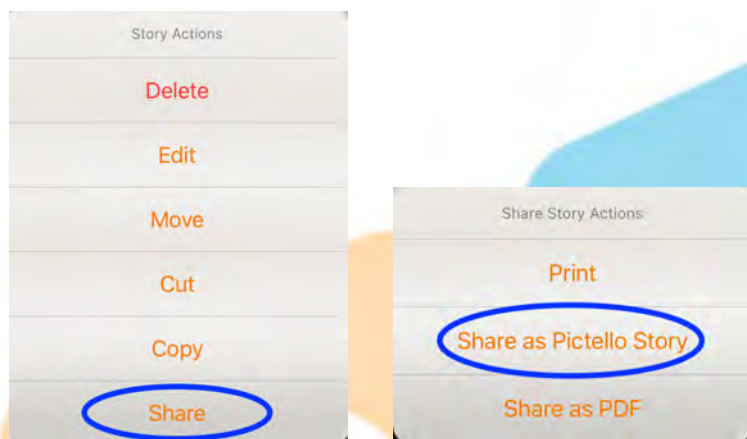 Story Actions
Delete
Edit
Move
Cut
Copy
Share
Share Story Actions
Print
Share as Pictello Story
Share as PDF